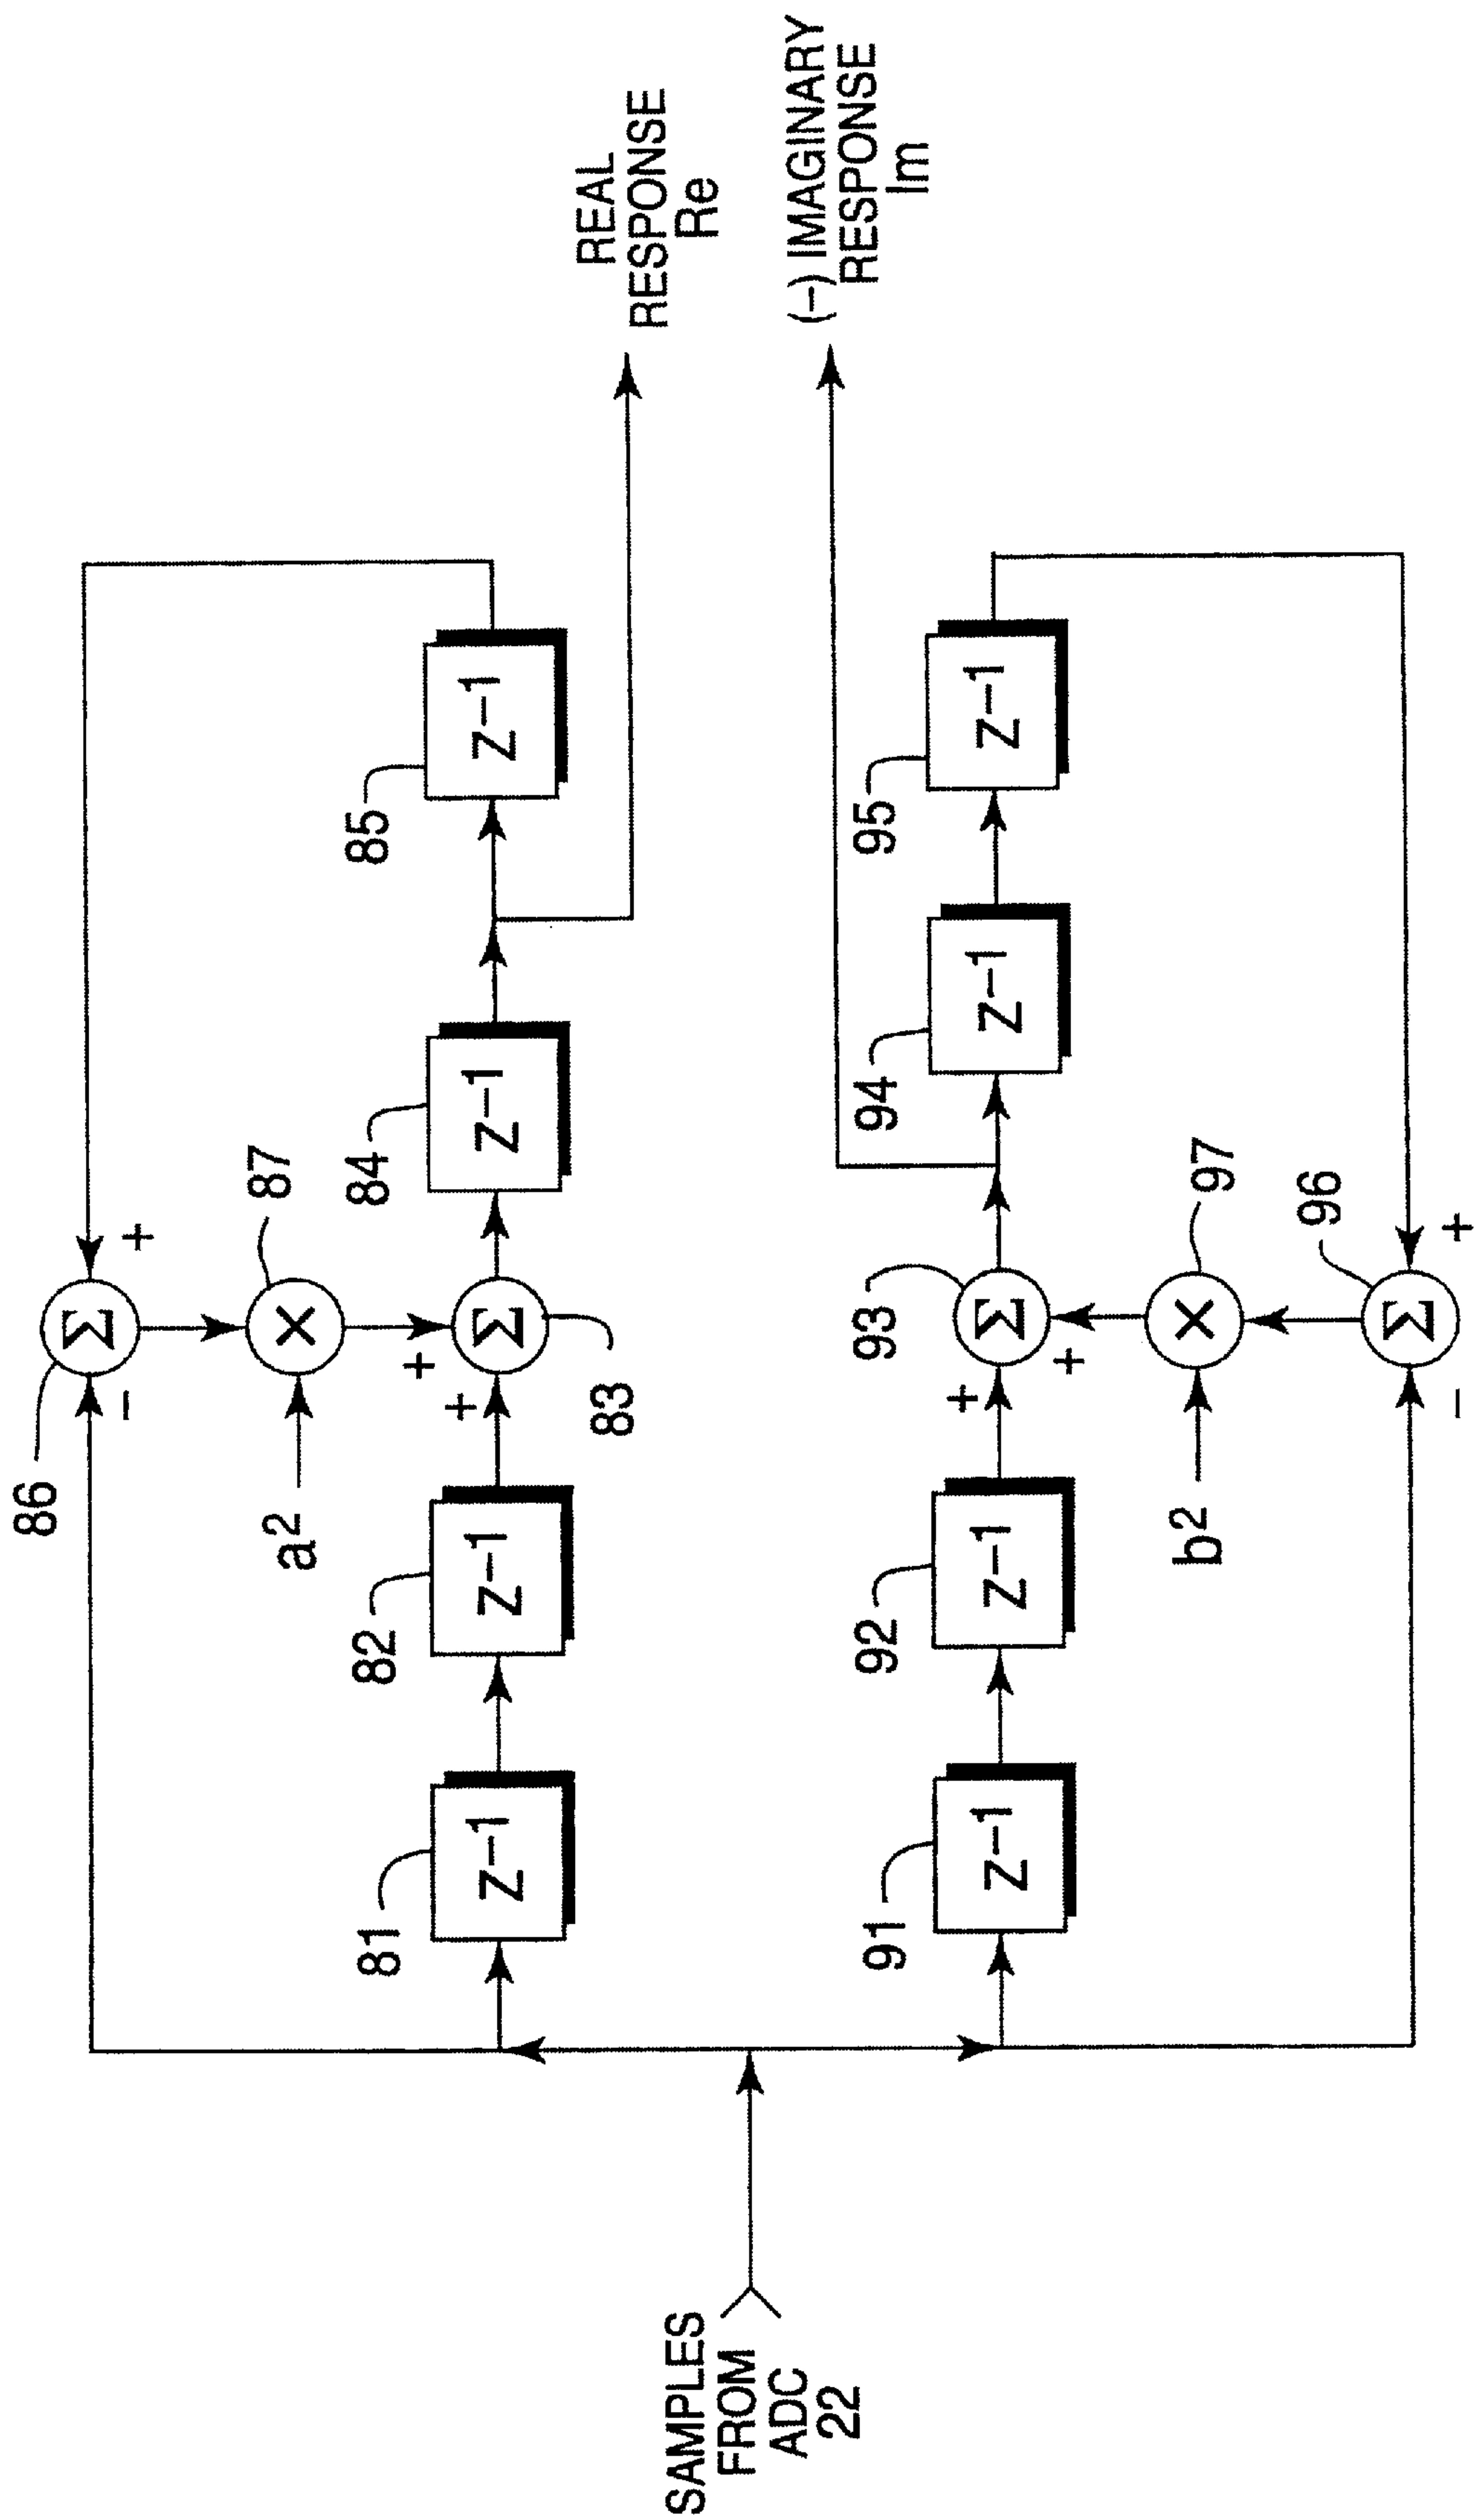 SAMPLES
FROM
ADC
22
86
−
+
Σ
a²
×
87
81
z⁻¹
82
z⁻¹
+
+
Σ
83
84
z⁻¹
85
z⁻¹
REAL
RESPONSE
Re
91
z⁻¹
92
z⁻¹
+
+
93
Σ
94
z⁻¹
95
z⁻¹
(−) IMAGINARY
RESPONSE
Im
b²
×
97
−
Σ
96
+